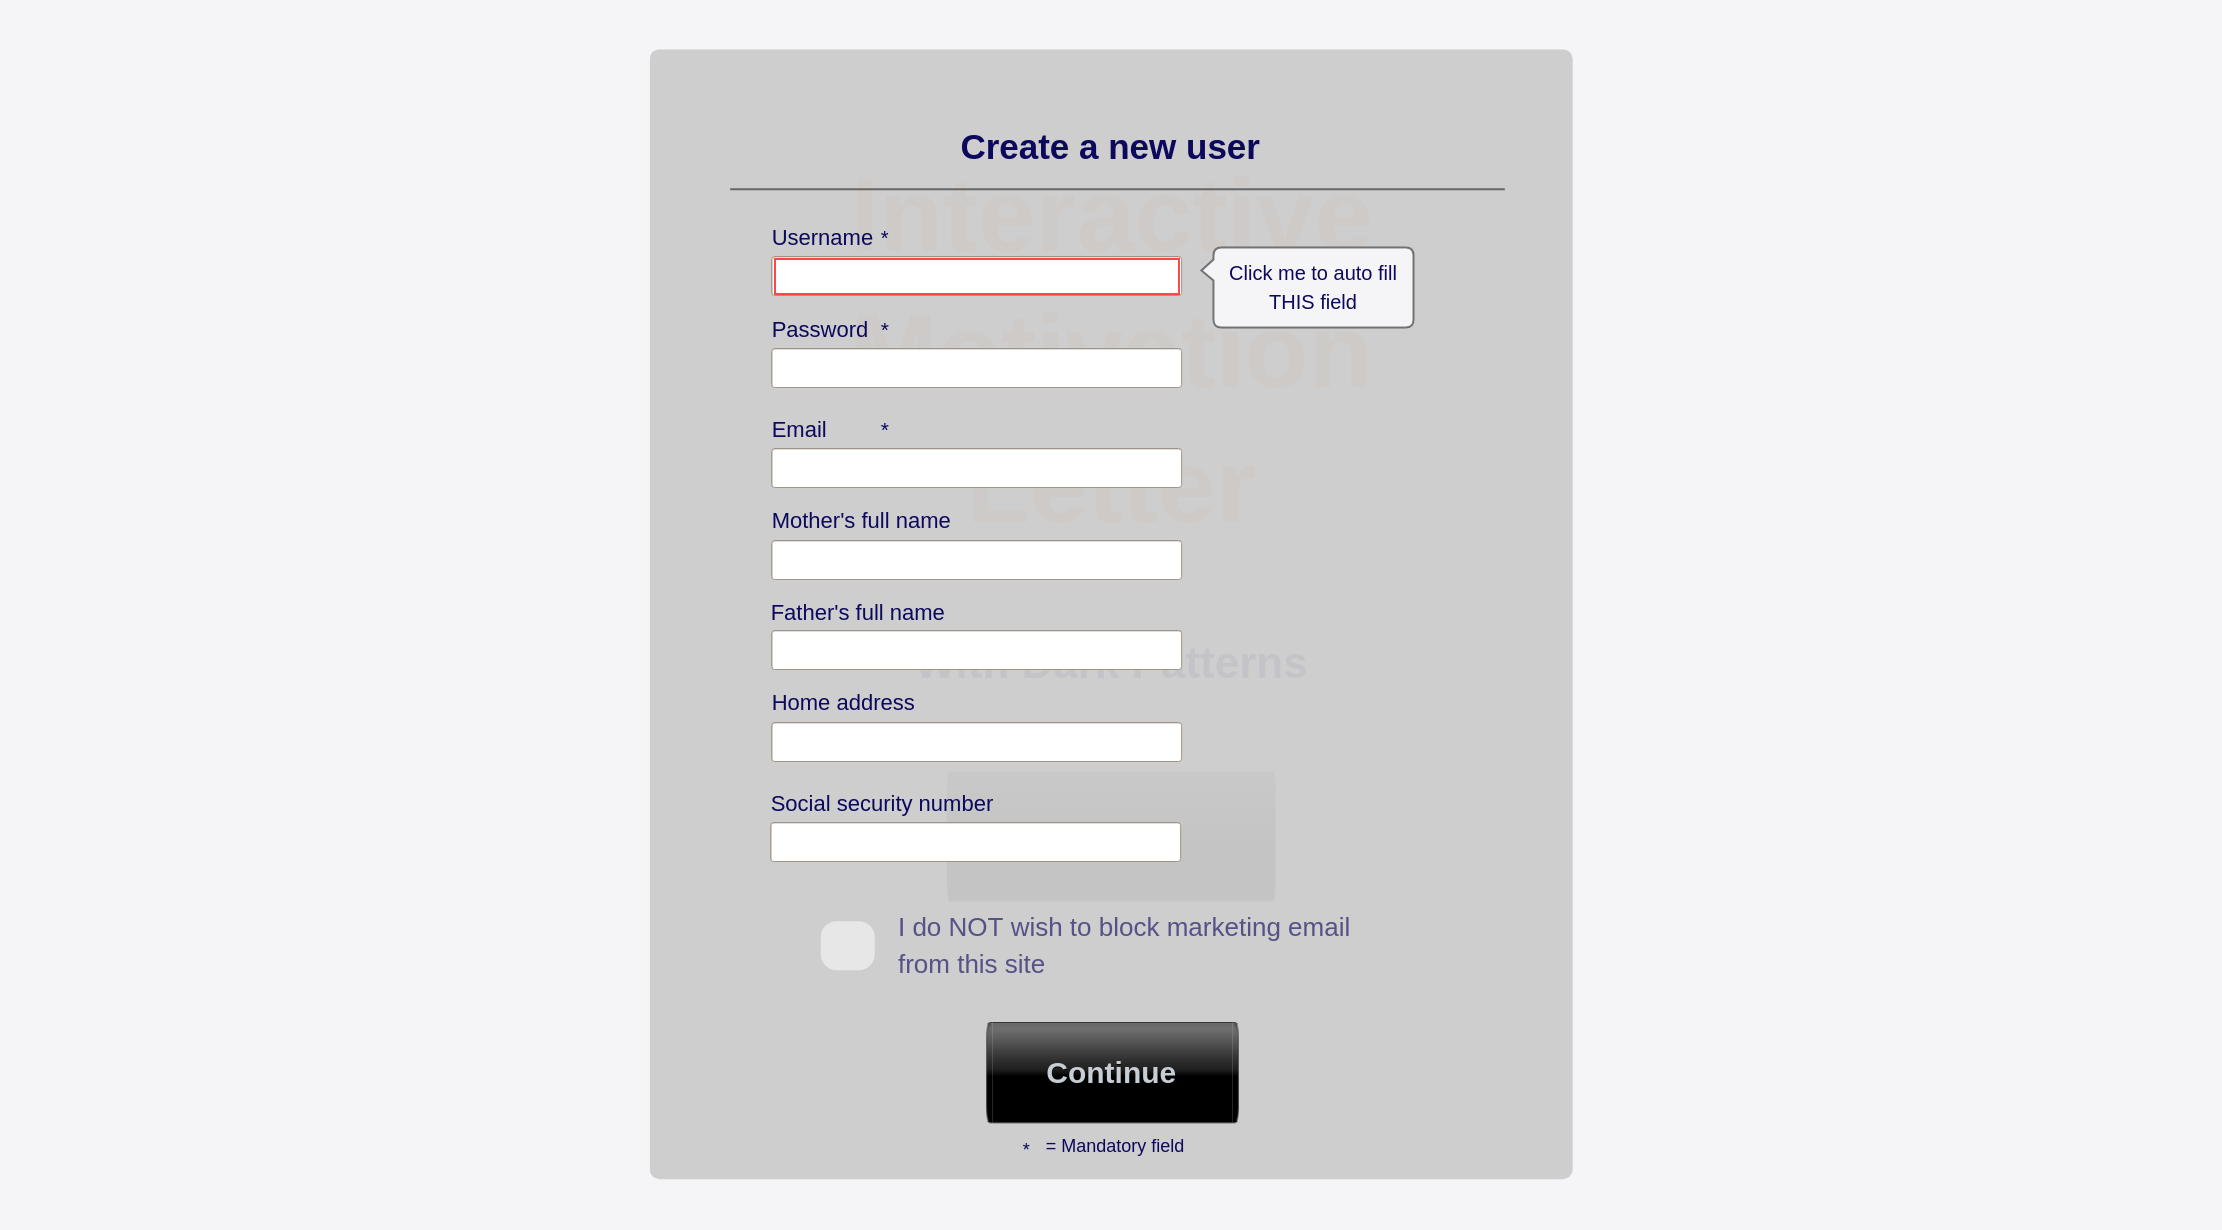 Create a new user
Interactive
Username *
Click me to auto fill
THIS field
Password *
Motivation
Email *
Letter
Mother's full name
Father's full name
With Dark Patterns
Home address
Social security number
I do NOT wish to block marketing email
from this site
Continue
* = Mandatory field